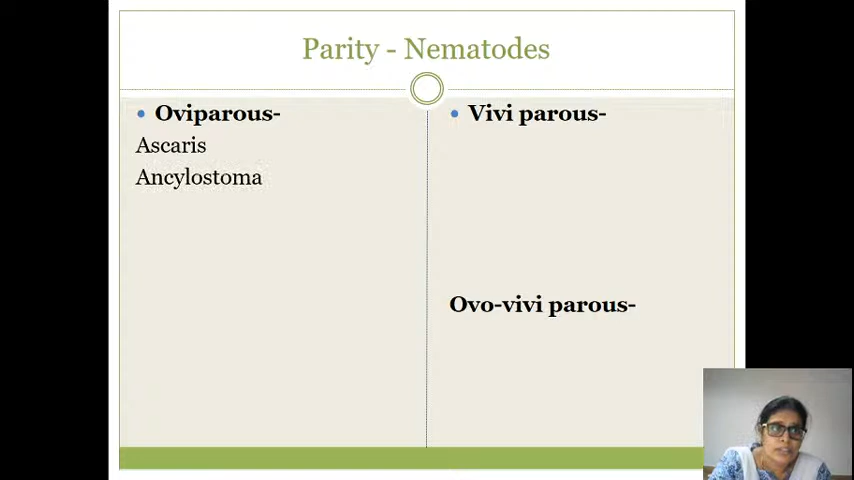 Parity - Nematodes
Oviparous-
Ascaris
Ancylostoma
Vivi parous-
Ovo-vivi parous-